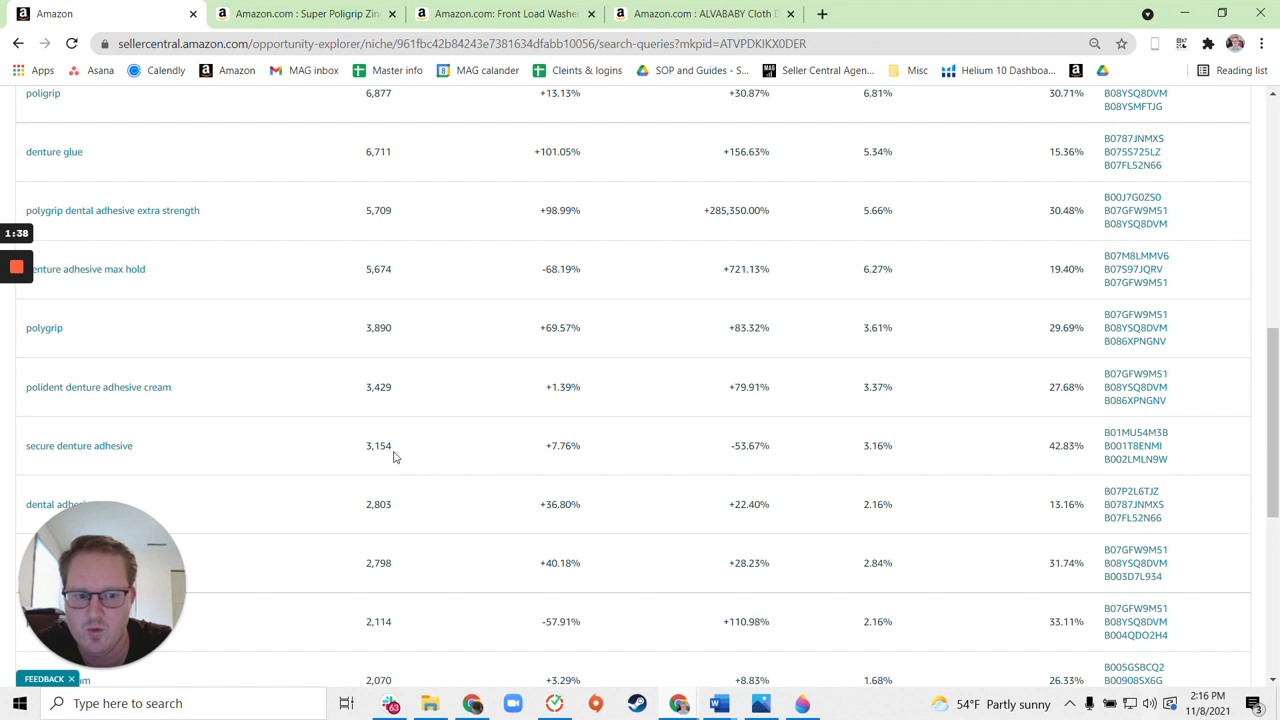 Amazon
Amazon.com : Super Poligrip Zin
Amazon.com: Front Load Washer
Amazon.com : ALVABABY Cloth D
sellercentral.amazon.com/opportunity-explorer/niche/961fbc42bf4243e738f1634dfabb10056/search-queries?mkpid=ATVPDKIKX0DER
Apps
Asana
Calendly
Amazon
MAG inbox
Master info
MAG calander
Cleints & logins
SOP and Guides - S...
Seller Central Agen...
Misc
Helium 10 Dashboa...
Reading list
poligrip 6,877 +13.13% +30.87% 6.81% 30.71% B08YSQ8DVM
B08YSMFTJG
denture glue 6,711 +101.05% +156.63% 5.34% 15.36% B0787JNMXS
B075S725LZ
B07FL52N66
polygrip dental adhesive extra strength 5,709 +98.99% +285,350.00% 5.66% 30.48% B00J7G0ZS0
B07GFW9M51
B08YSQ8DVM
1:38
enture adhesive max hold 5,674 -68.19% +721.13% 6.27% 19.40% B07M8LMMV6
B07S97JQRV
B07GFW9M51
polygrip 3,890 +69.57% +83.32% 3.61% 29.69% B07GFW9M51
B08YSQ8DVM
B086XPNGNV
polident denture adhesive cream 3,429 +1.39% +79.91% 3.37% 27.68% B07GFW9M51
B08YSQ8DVM
B086XPNGNV
secure denture adhesive 3,154 +7.76% -53.67% 3.16% 42.83% B01MU54M3B
B001T8ENMI
B002LMLN9W
dental adhesi 2,803 +36.80% +22.40% 2.16% 13.16% B07P2L6TJZ
B0787JNMXS
B07FL52N66
2,798 +40.18% +28.23% 2.84% 31.74% B07GFW9M51
B08YSQ8DVM
B003D7L934
2,114 -57.91% +110.98% 2.16% 33.11% B07GFW9M51
B08YSQ8DVM
B004QDO2H4
2,070 +3.29% +8.83% 1.68% 26.33% B005GSBCQ2
B00908SX6G
FEEDBACK
Type here to search
63
54°F Partly sunny
2:16 PM
11/8/2021
3